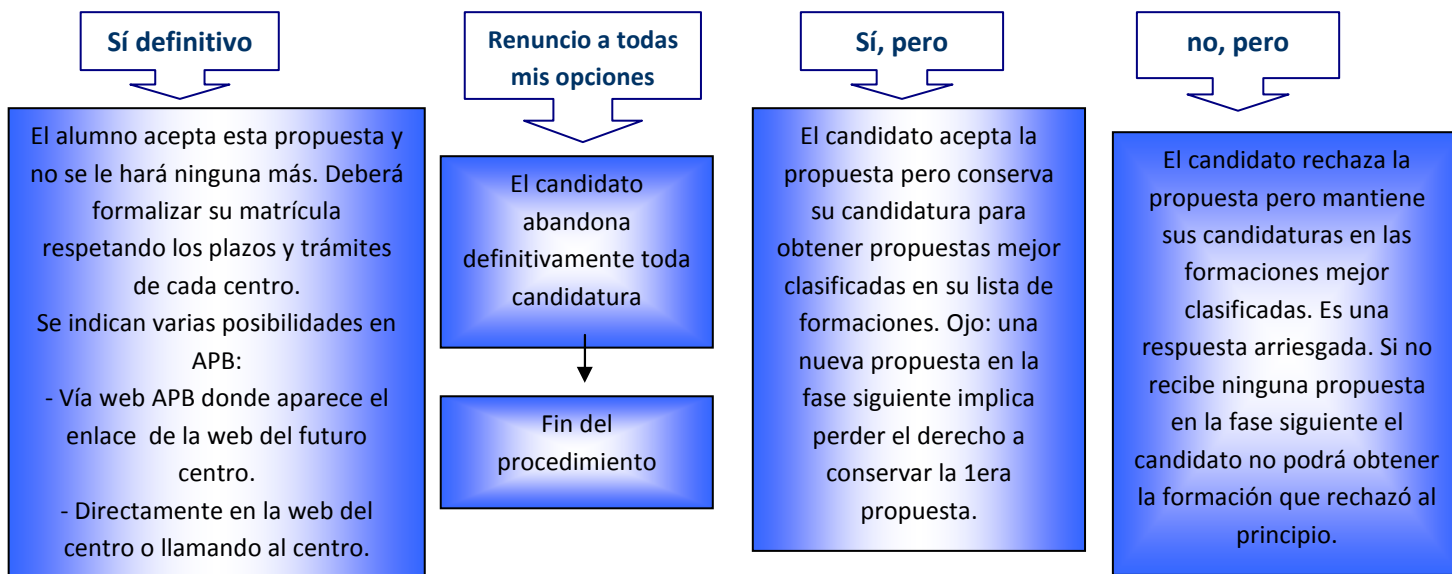 Sí definitivo
El alumno acepta esta propuesta y
no se le hará ninguna más. Deberá
formalizar su matrícula
respetando los plazos y trámites
de cada centro.
Se indican varias posibilidades en
APB:
- Vía web APB donde aparece el
enlace de la web del futuro
centro.
- Directamente en la web del
centro o llamando al centro.
Renuncio a todas
mis opciones
El candidato
abandona
definitivamente toda
candidatura
Fin del
procedimiento
Sí, pero
El candidato acepta la
propuesta pero conserva
su candidatura para
obtener propuestas mejor
clasificadas en su lista de
formaciones. Ojo: una
nueva propuesta en la
fase siguiente implica
perder el derecho a
conservar la 1era
propuesta.
no, pero
El candidato rechaza la
propuesta pero mantiene
sus candidaturas en las
formaciones mejor
clasificadas. Es una
respuesta arriesgada. Si no
recibe ninguna propuesta
en la fase siguiente el
candidato no podrá obtener
la formación que rechazó al
principio.